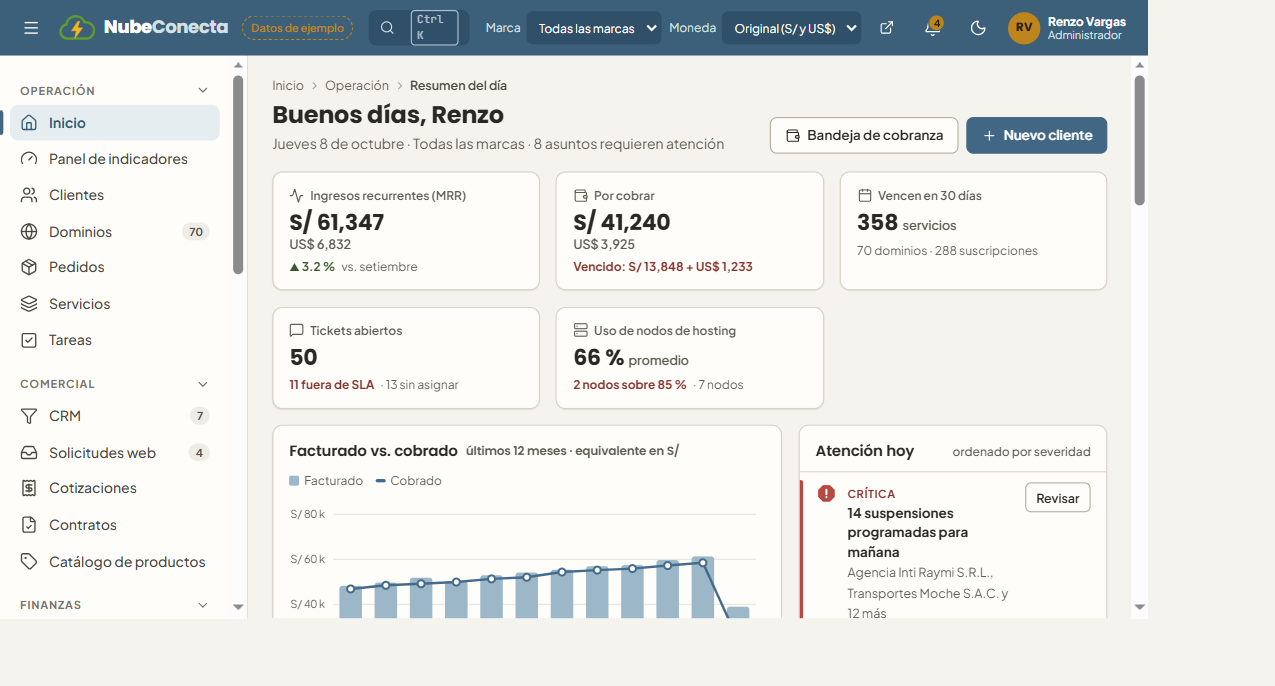 NubeConecta
Datos de ejemplo
Ctrl
K
Marca
Todas las marcas
Moneda
Original (S/ y US$)
4
RV
Renzo Vargas
Administrador
OPERACIÓN
Inicio
Panel de indicadores
Clientes
Dominios 70
Pedidos
Servicios
Tareas
COMERCIAL
CRM 7
Solicitudes web 4
Cotizaciones
Contratos
Catálogo de productos
FINANZAS
Inicio > Operación > Resumen del día
Buenos días, Renzo
Jueves 8 de octubre · Todas las marcas · 8 asuntos requieren atención
Bandeja de cobranza
+ Nuevo cliente
Ingresos recurrentes (MRR)
S/ 61,347
US$ 6,832
▲ 3.2 % vs. setiembre
Por cobrar
S/ 41,240
US$ 3,925
Vencido: S/ 13,848 + US$ 1,233
Vencen en 30 días
358 servicios
70 dominios · 288 suscripciones
Tickets abiertos
50
11 fuera de SLA · 13 sin asignar
Uso de nodos de hosting
66 % promedio
2 nodos sobre 85 % · 7 nodos
Facturado vs. cobrado últimos 12 meses · equivalente en S/
Facturado Cobrado
S/ 80 k
S/ 60 k
S/ 40 k
Atención hoy ordenado por severidad
CRÍTICA
Revisar
14 suspensiones
programadas para
mañana
Agencia Inti Raymi S.R.L.,
Transportes Moche S.A.C. y
12 más